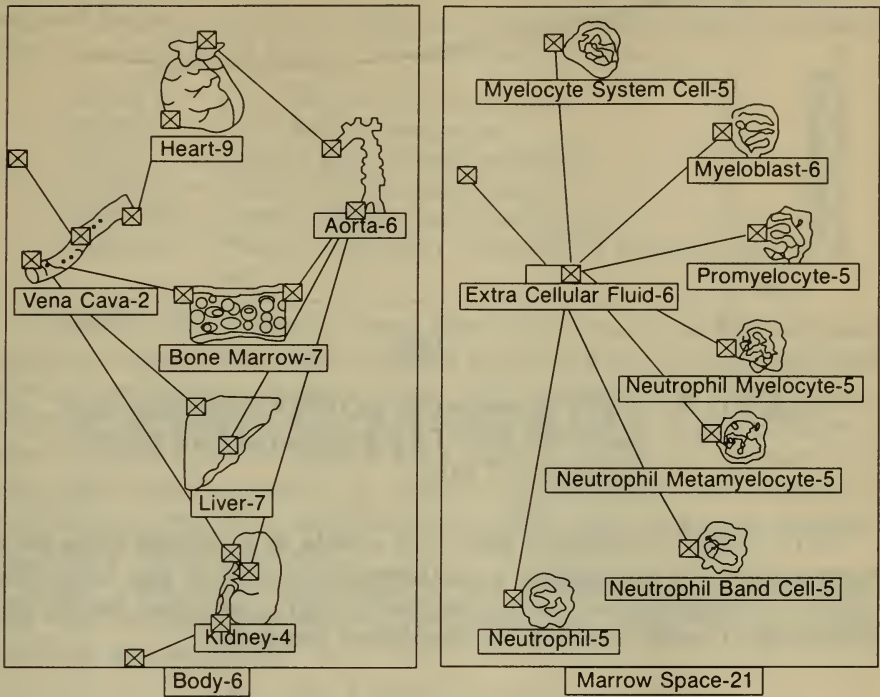 Heart-9
Aorta-6
Vena Cava-2
Bone Marrow-7
Liver-7
Kidney-4
Body-6
Myelocyte System Cell-5
Myeloblast-6
Promyelocyte-5
Extra Cellular Fluid-6
Neutrophil Myelocyte-5
Neutrophil Metamyelocyte-5
Neutrophil Band Cell-5
Neutrophil-5
Marrow Space-21